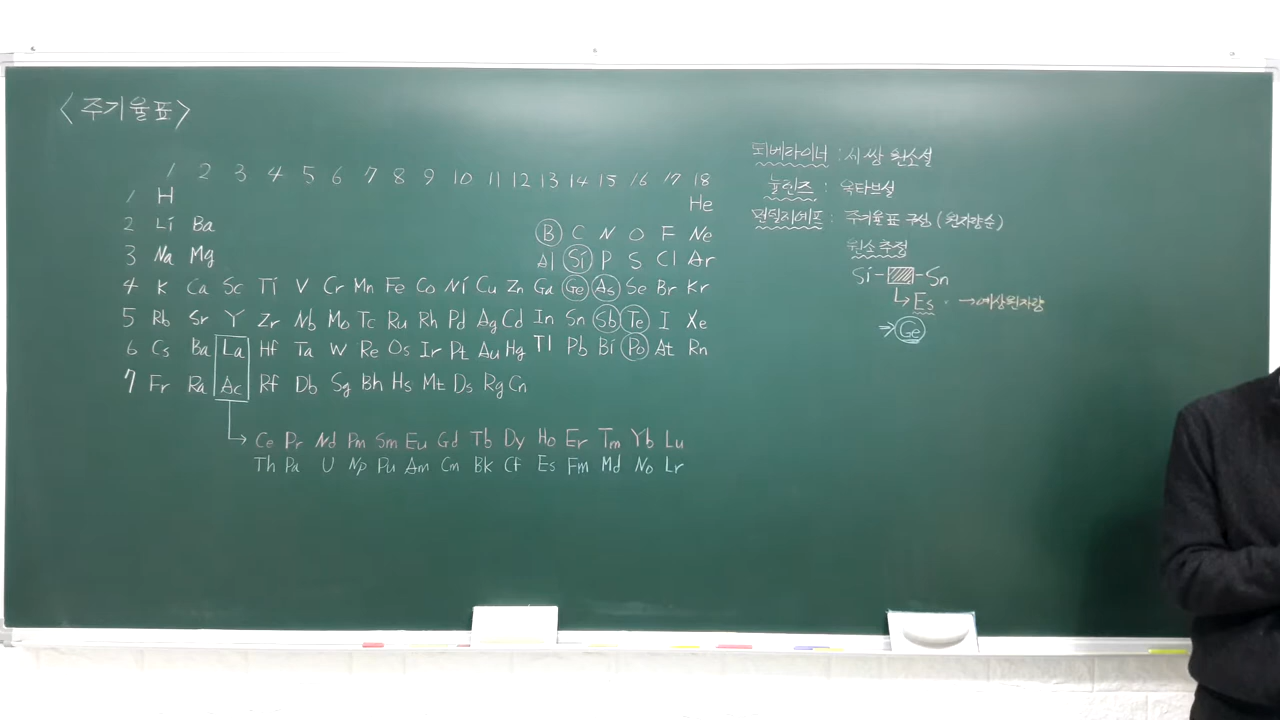 <주기율표>
1 2 3 4 5 6 7 8 9 10 11 12 13 14 15 16 17 18
1 H He
2 Li Ba B C N O F Ne
3 Na Mg Al Si P S Cl Ar
4 K Ca Sc Ti V Cr Mn Fe Co Ni Cu Zn Ga Ge As Se Br Kr
5 Rb Sr Y Zr Nb Mo Tc Ru Rh Pd Ag Cd In Sn Sb Te I Xe
6 Cs Ba La Hf Ta W Re Os Ir Pt Au Hg Tl Pb Bi Po At Rn
7 Fr Ra Ac Rf Db Sg Bh Hs Mt Ds Rg Cn
→ Ce Pr Nd Pm Sm Eu Gd Tb Dy Ho Er Tm Yb Lu
Th Pa U Np Pu Am Cm Bk Cf Es Fm Md No Lr
되베라이너 : 세 쌍 원소설
뉼린즈 : 옥타브설
멘델레예프 : 주기율표 구상 (원자량순)
원소 추정
Si - - Sn
→ Es → 예상원자량
⇒ Ge